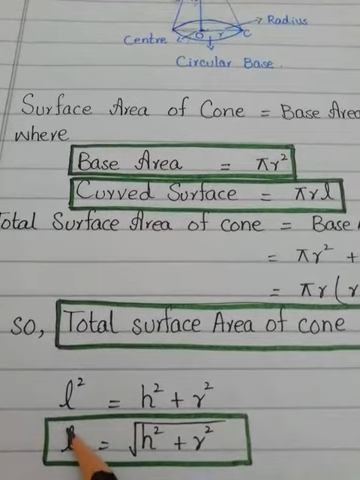 Radius
Centre O r C
Circular Base.
Surface Area of Cone = Base Area
where
Base Area = πr²
Curved Surface = πrl
Total Surface Area of cone = Base
= πr² +
= πr(r
So, Total surface Area of cone
l² = h² + r²
l = √h² + r²